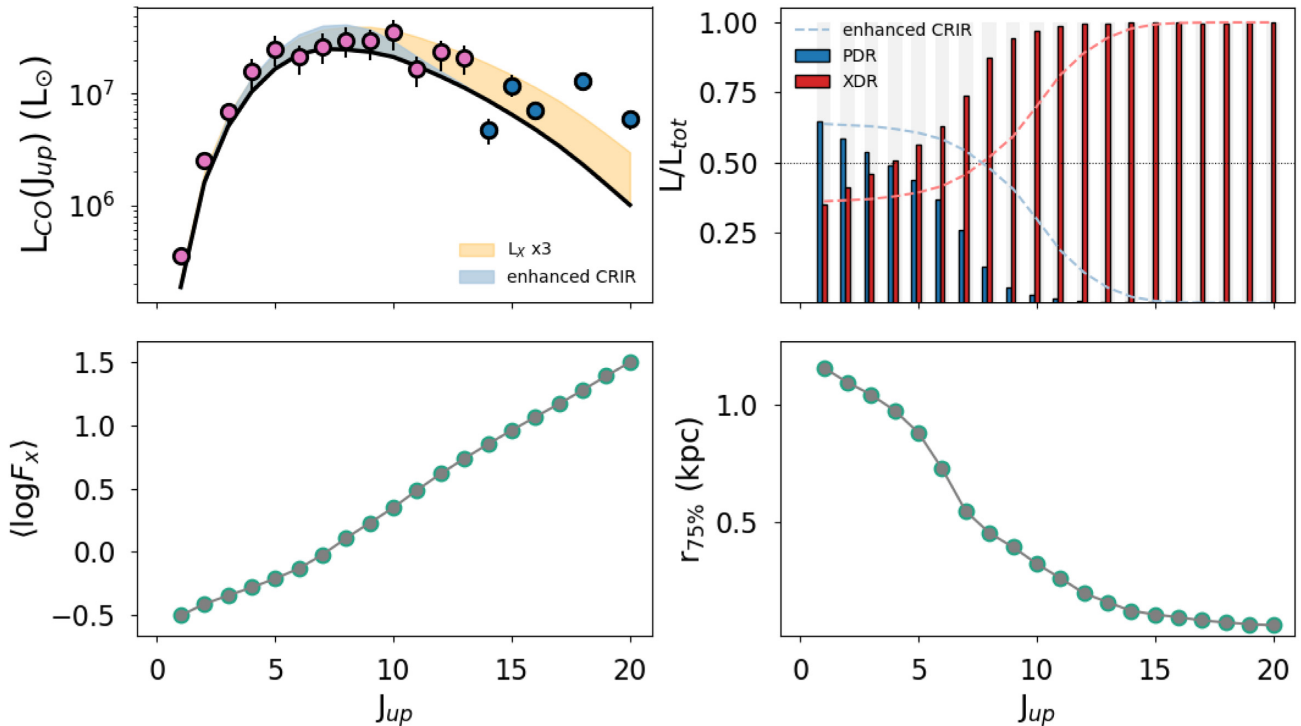 L_CO(J_up) (L_⊙)
10^7
10^6
L_X x3
enhanced CRIR
L/L_tot
1.00
0.75
0.50
0.25
enhanced CRIR
PDR
XDR
⟨logF_x⟩
1.5
1.0
0.5
0.0
−0.5
0 5 10 15 20
J_up
r_75% (kpc)
1.0
0.5
0 5 10 15 20
J_up